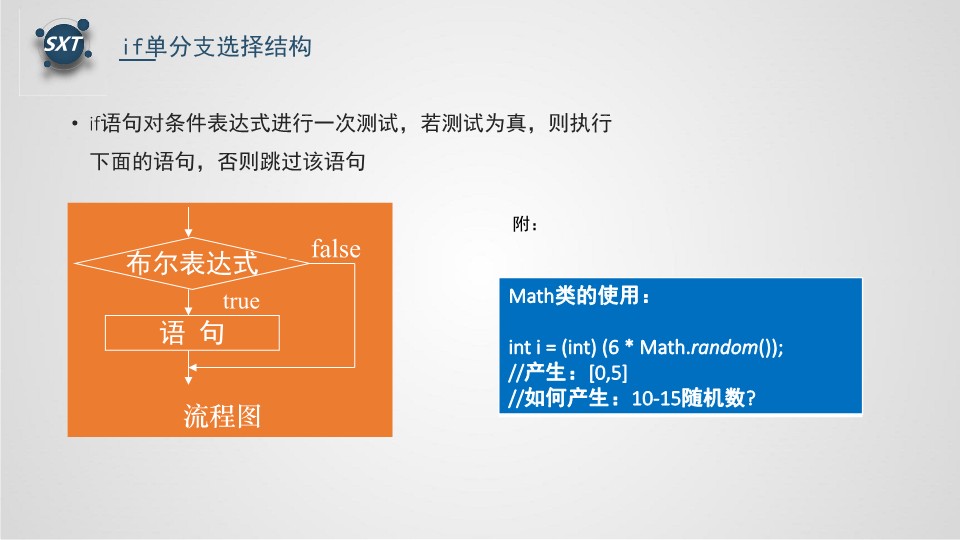 SXT
if单分支选择结构
• if语句对条件表达式进行一次测试，若测试为真，则执行
下面的语句，否则跳过该语句
布尔表达式
false
true
语 句
流程图
附：
Math类的使用：
int i = (int) (6 * Math.random());
//产生：[0,5]
//如何产生：10-15随机数?